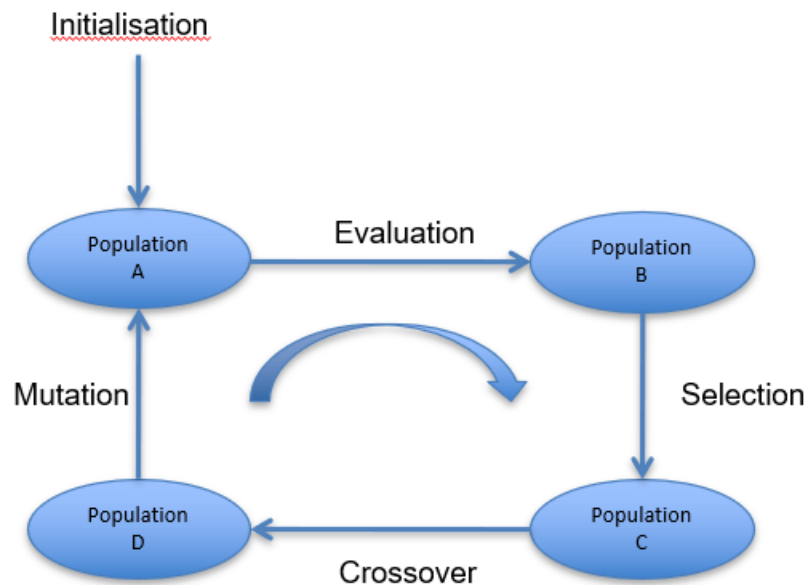 Initialisation
Population
A
Evaluation
Population
B
Mutation
Selection
Population
D
Crossover
Population
C